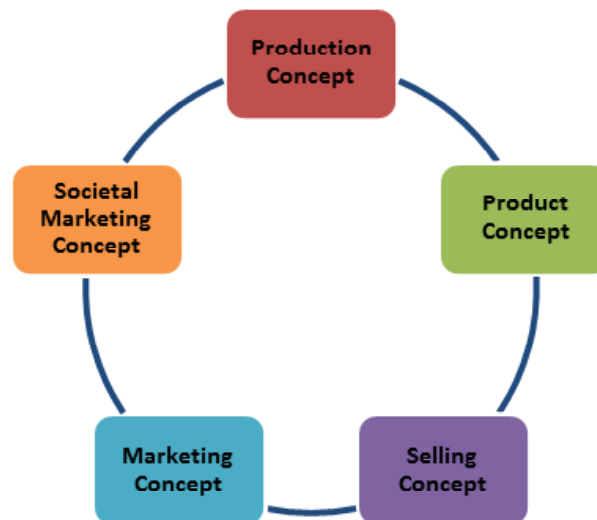 Production
Concept
Product
Concept
Selling
Concept
Marketing
Concept
Societal
Marketing
Concept